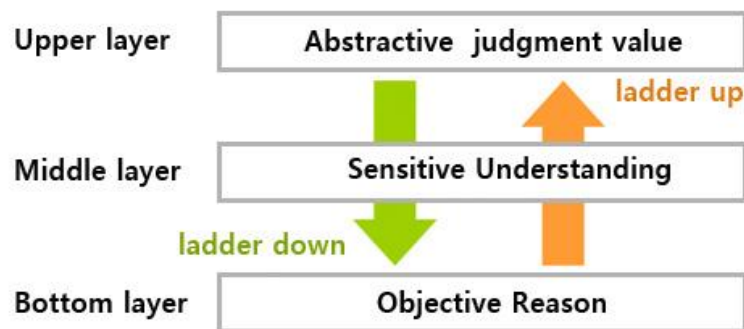 Upper layer Abstractive judgment value
ladder up
Middle layer Sensitive Understanding
ladder down
Bottom layer Objective Reason